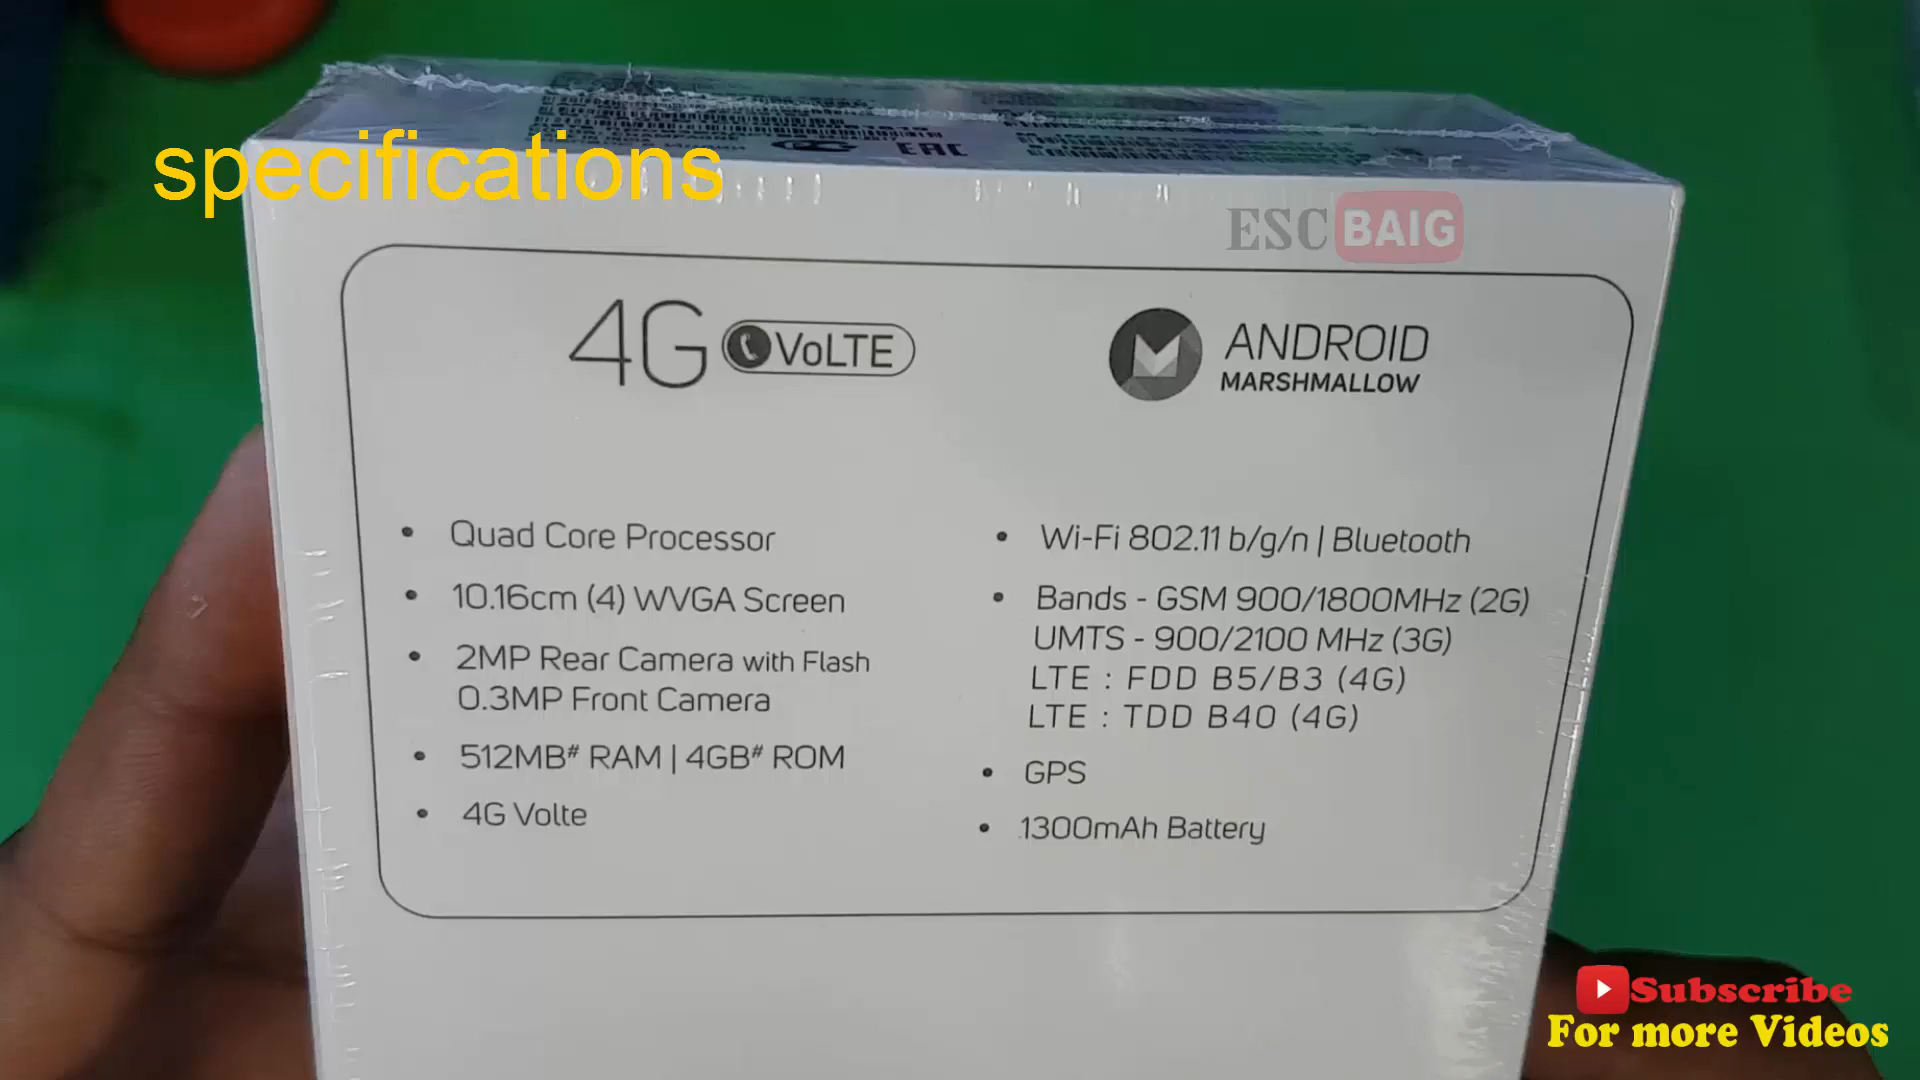 EAC
specifications
ESC BAIG
4G VoLTE
ANDROID
MARSHMALLOW
• Quad Core Processor
• 10.16cm (4) WVGA Screen
• 2MP Rear Camera with Flash
0.3MP Front Camera
• 512MB# RAM | 4GB# ROM
• 4G Volte
• Wi-Fi 802.11 b/g/n | Bluetooth
• Bands - GSM 900/1800MHz (2G)
UMTS - 900/2100 MHz (3G)
LTE : FDD B5/B3 (4G)
LTE : TDD B40 (4G)
• GPS
• 1300mAh Battery
Subscribe
For more Videos